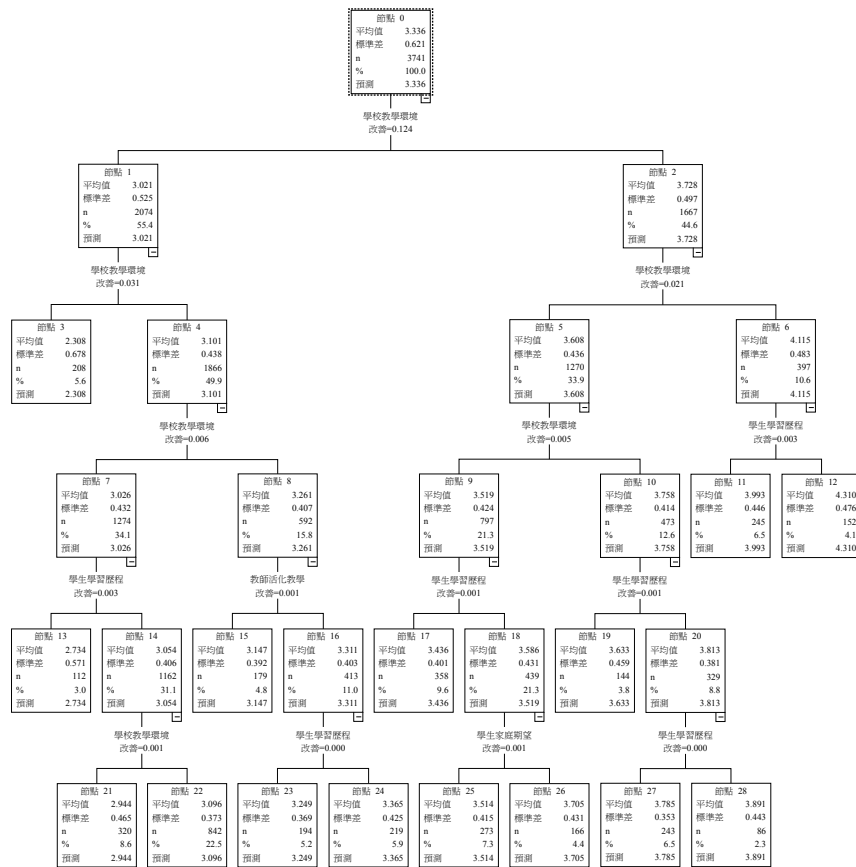 節點 0
平均值 3.336
標準差 0.621
n 3741
% 100.0
預測 3.336
學校教學環境
改善=0.124
節點 1
平均值 3.021
標準差 0.525
n 2074
% 55.4
預測 3.021
節點 2
平均值 3.728
標準差 0.497
n 1667
% 44.6
預測 3.728
學校教學環境
改善=0.031
學校教學環境
改善=0.021
節點 3
平均值 2.308
標準差 0.678
n 208
% 5.6
預測 2.308
節點 4
平均值 3.101
標準差 0.438
n 1866
% 49.9
預測 3.101
節點 5
平均值 3.608
標準差 0.436
n 1270
% 33.9
預測 3.608
節點 6
平均值 4.115
標準差 0.483
n 397
% 10.6
預測 4.115
學校教學環境
改善=0.006
學校教學環境
改善=0.005
學生學習歷程
改善=0.003
節點 7
平均值 3.026
標準差 0.432
n 1274
% 34.1
預測 3.026
節點 8
平均值 3.261
標準差 0.407
n 592
% 15.8
預測 3.261
節點 9
平均值 3.519
標準差 0.424
n 797
% 21.3
預測 3.519
節點 10
平均值 3.758
標準差 0.414
n 473
% 12.6
預測 3.758
節點 11
平均值 3.993
標準差 0.446
n 245
% 6.5
預測 3.993
節點 12
平均值 4.310
標準差 0.476
n 152
% 4.1
預測 4.310
學生學習歷程
改善=0.003
教師活化教學
改善=0.001
學生學習歷程
改善=0.001
學生學習歷程
改善=0.001
節點 13
平均值 2.734
標準差 0.571
n 112
% 3.0
預測 2.734
節點 14
平均值 3.054
標準差 0.406
n 1162
% 31.1
預測 3.054
節點 15
平均值 3.147
標準差 0.392
n 179
% 4.8
預測 3.147
節點 16
平均值 3.311
標準差 0.403
n 413
% 11.0
預測 3.311
節點 17
平均值 3.436
標準差 0.401
n 358
% 9.6
預測 3.436
節點 18
平均值 3.586
標準差 0.431
n 439
% 21.3
預測 3.519
節點 19
平均值 3.633
標準差 0.459
n 144
% 3.8
預測 3.633
節點 20
平均值 3.813
標準差 0.381
n 329
% 8.8
預測 3.813
學校教學環境
改善=0.001
學生學習歷程
改善=0.000
學生家庭期望
改善=0.001
學生學習歷程
改善=0.000
節點 21
平均值 2.944
標準差 0.465
n 320
% 8.6
預測 2.944
節點 22
平均值 3.096
標準差 0.373
n 842
% 22.5
預測 3.096
節點 23
平均值 3.249
標準差 0.369
n 194
% 5.2
預測 3.249
節點 24
平均值 3.365
標準差 0.425
n 219
% 5.9
預測 3.365
節點 25
平均值 3.514
標準差 0.415
n 273
% 7.3
預測 3.514
節點 26
平均值 3.705
標準差 0.431
n 166
% 4.4
預測 3.705
節點 27
平均值 3.785
標準差 0.353
n 243
% 6.5
預測 3.785
節點 28
平均值 3.891
標準差 0.443
n 86
% 2.3
預測 3.891